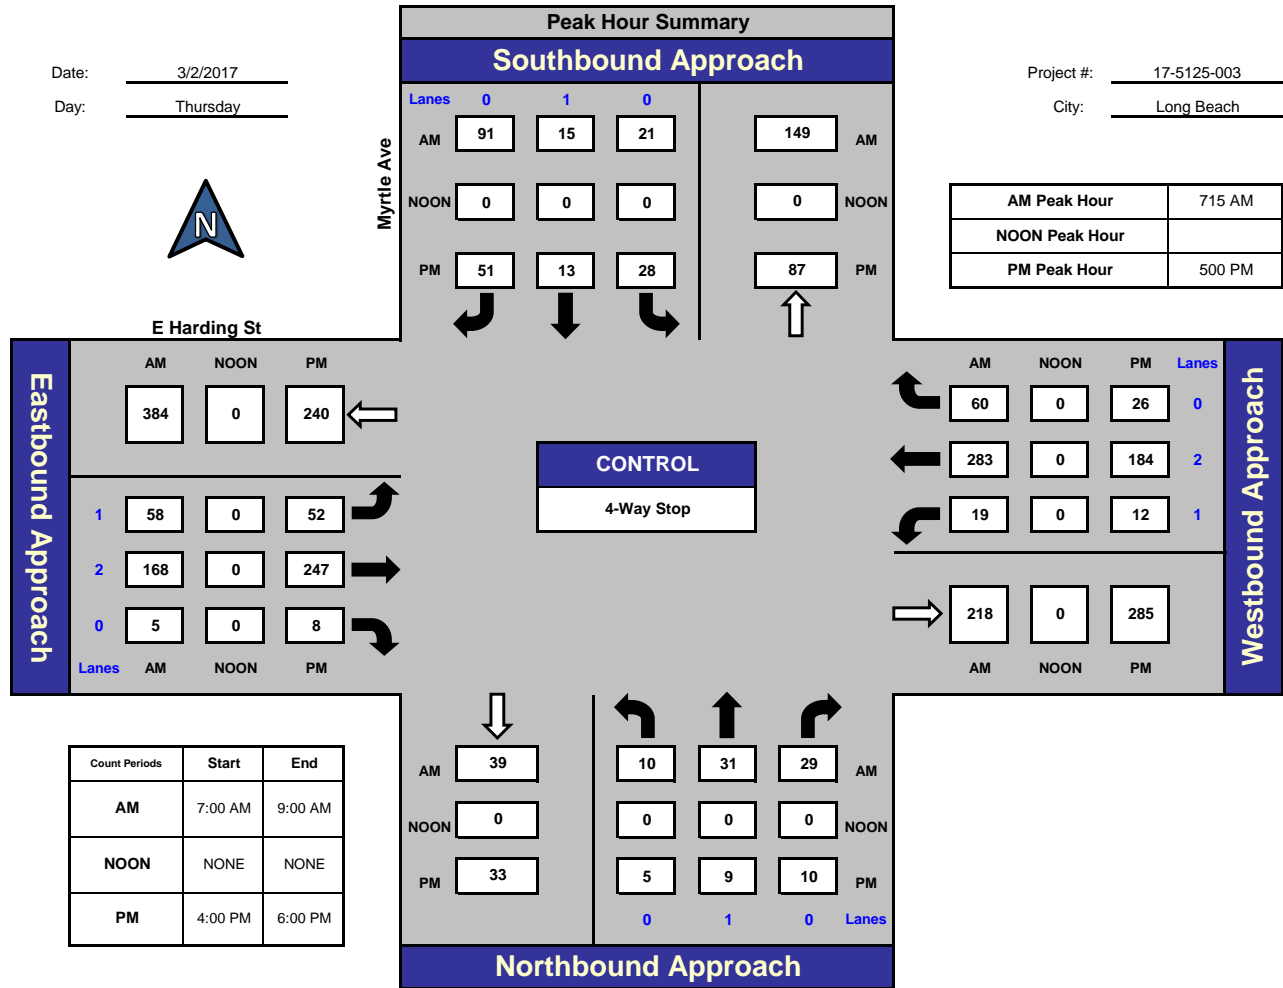 Peak Hour Summary
Southbound Approach
Date: 3/2/2017
Project #: 17-5125-003
Day: Thursday
City: Long Beach
Lanes 0 1 0
AM 91 15 21 149 AM
Myrtle Ave
NOON 0 0 0 0 NOON
PM 51 13 28 87 PM
N
AM Peak Hour 715 AM
NOON Peak Hour
PM Peak Hour 500 PM
E Harding St
Eastbound Approach
AM NOON PM
384 0 240
1 58 0 52
2 168 0 247
0 5 0 8
Lanes AM NOON PM
CONTROL
4-Way Stop
AM NOON PM Lanes
60 0 26 0
283 0 184 2
19 0 12 1
218 0 285
AM NOON PM
Westbound Approach
Count Periods Start End
AM 7:00 AM 9:00 AM
NOON NONE NONE
PM 4:00 PM 6:00 PM
AM 39 10 31 29 AM
NOON 0 0 0 0 NOON
PM 33 5 9 10 PM
0 1 0 Lanes
Northbound Approach